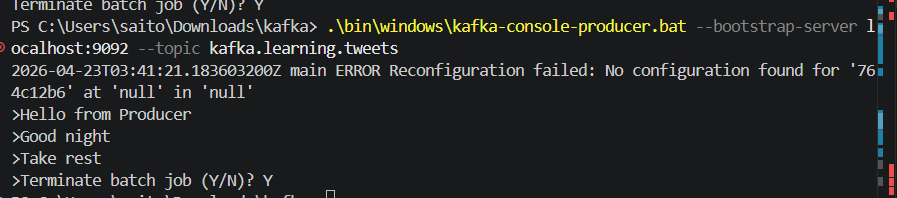 Terminate batch job (Y/N)? Y
PS C:\Users\saito\Downloads\kafka> .\bin\windows\kafka-console-producer.bat --bootstrap-server l
ocalhost:9092 --topic kafka.learning.tweets
2026-04-23T03:41:21.183603200Z main ERROR Reconfiguration failed: No configuration found for '76
4c12b6' at 'null' in 'null'
>Hello from Producer
>Good night
>Take rest
>Terminate batch job (Y/N)? Y